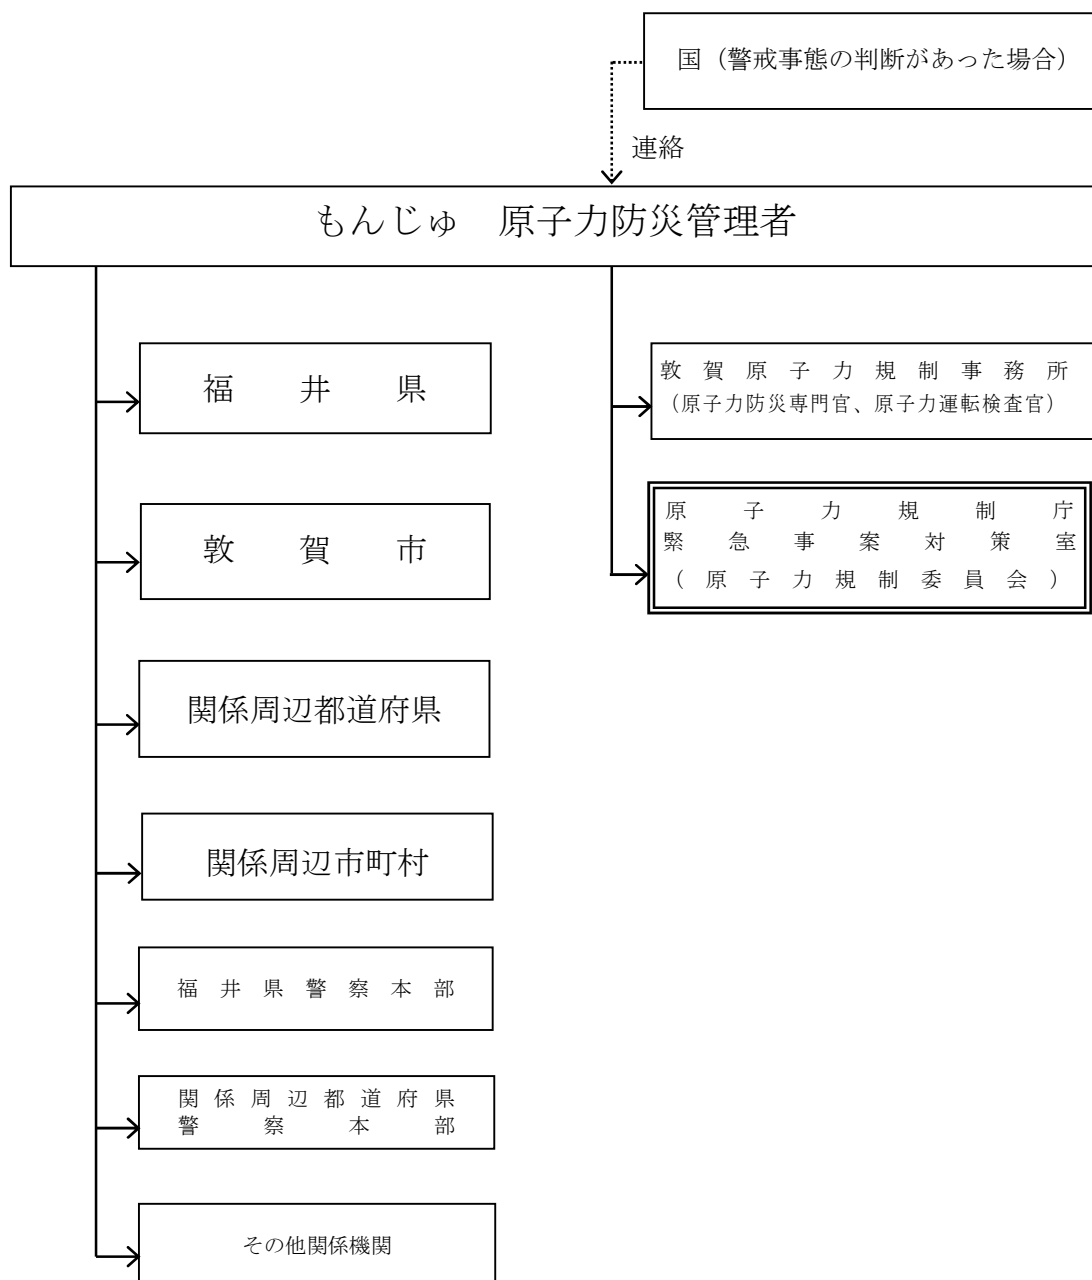 国（警戒事態の判断があった場合）
連絡
もんじゅ　原子力防災管理者
福井県
敦賀市
関係周辺都道府県
関係周辺市町村
福井県警察本部
関係周辺都道府県
警察本部
その他関係機関
敦賀原子力規制事務所
（原子力防災専門官、原子力運転検査官）
原子力規制庁
緊急事案対策室
（原子力規制委員会）